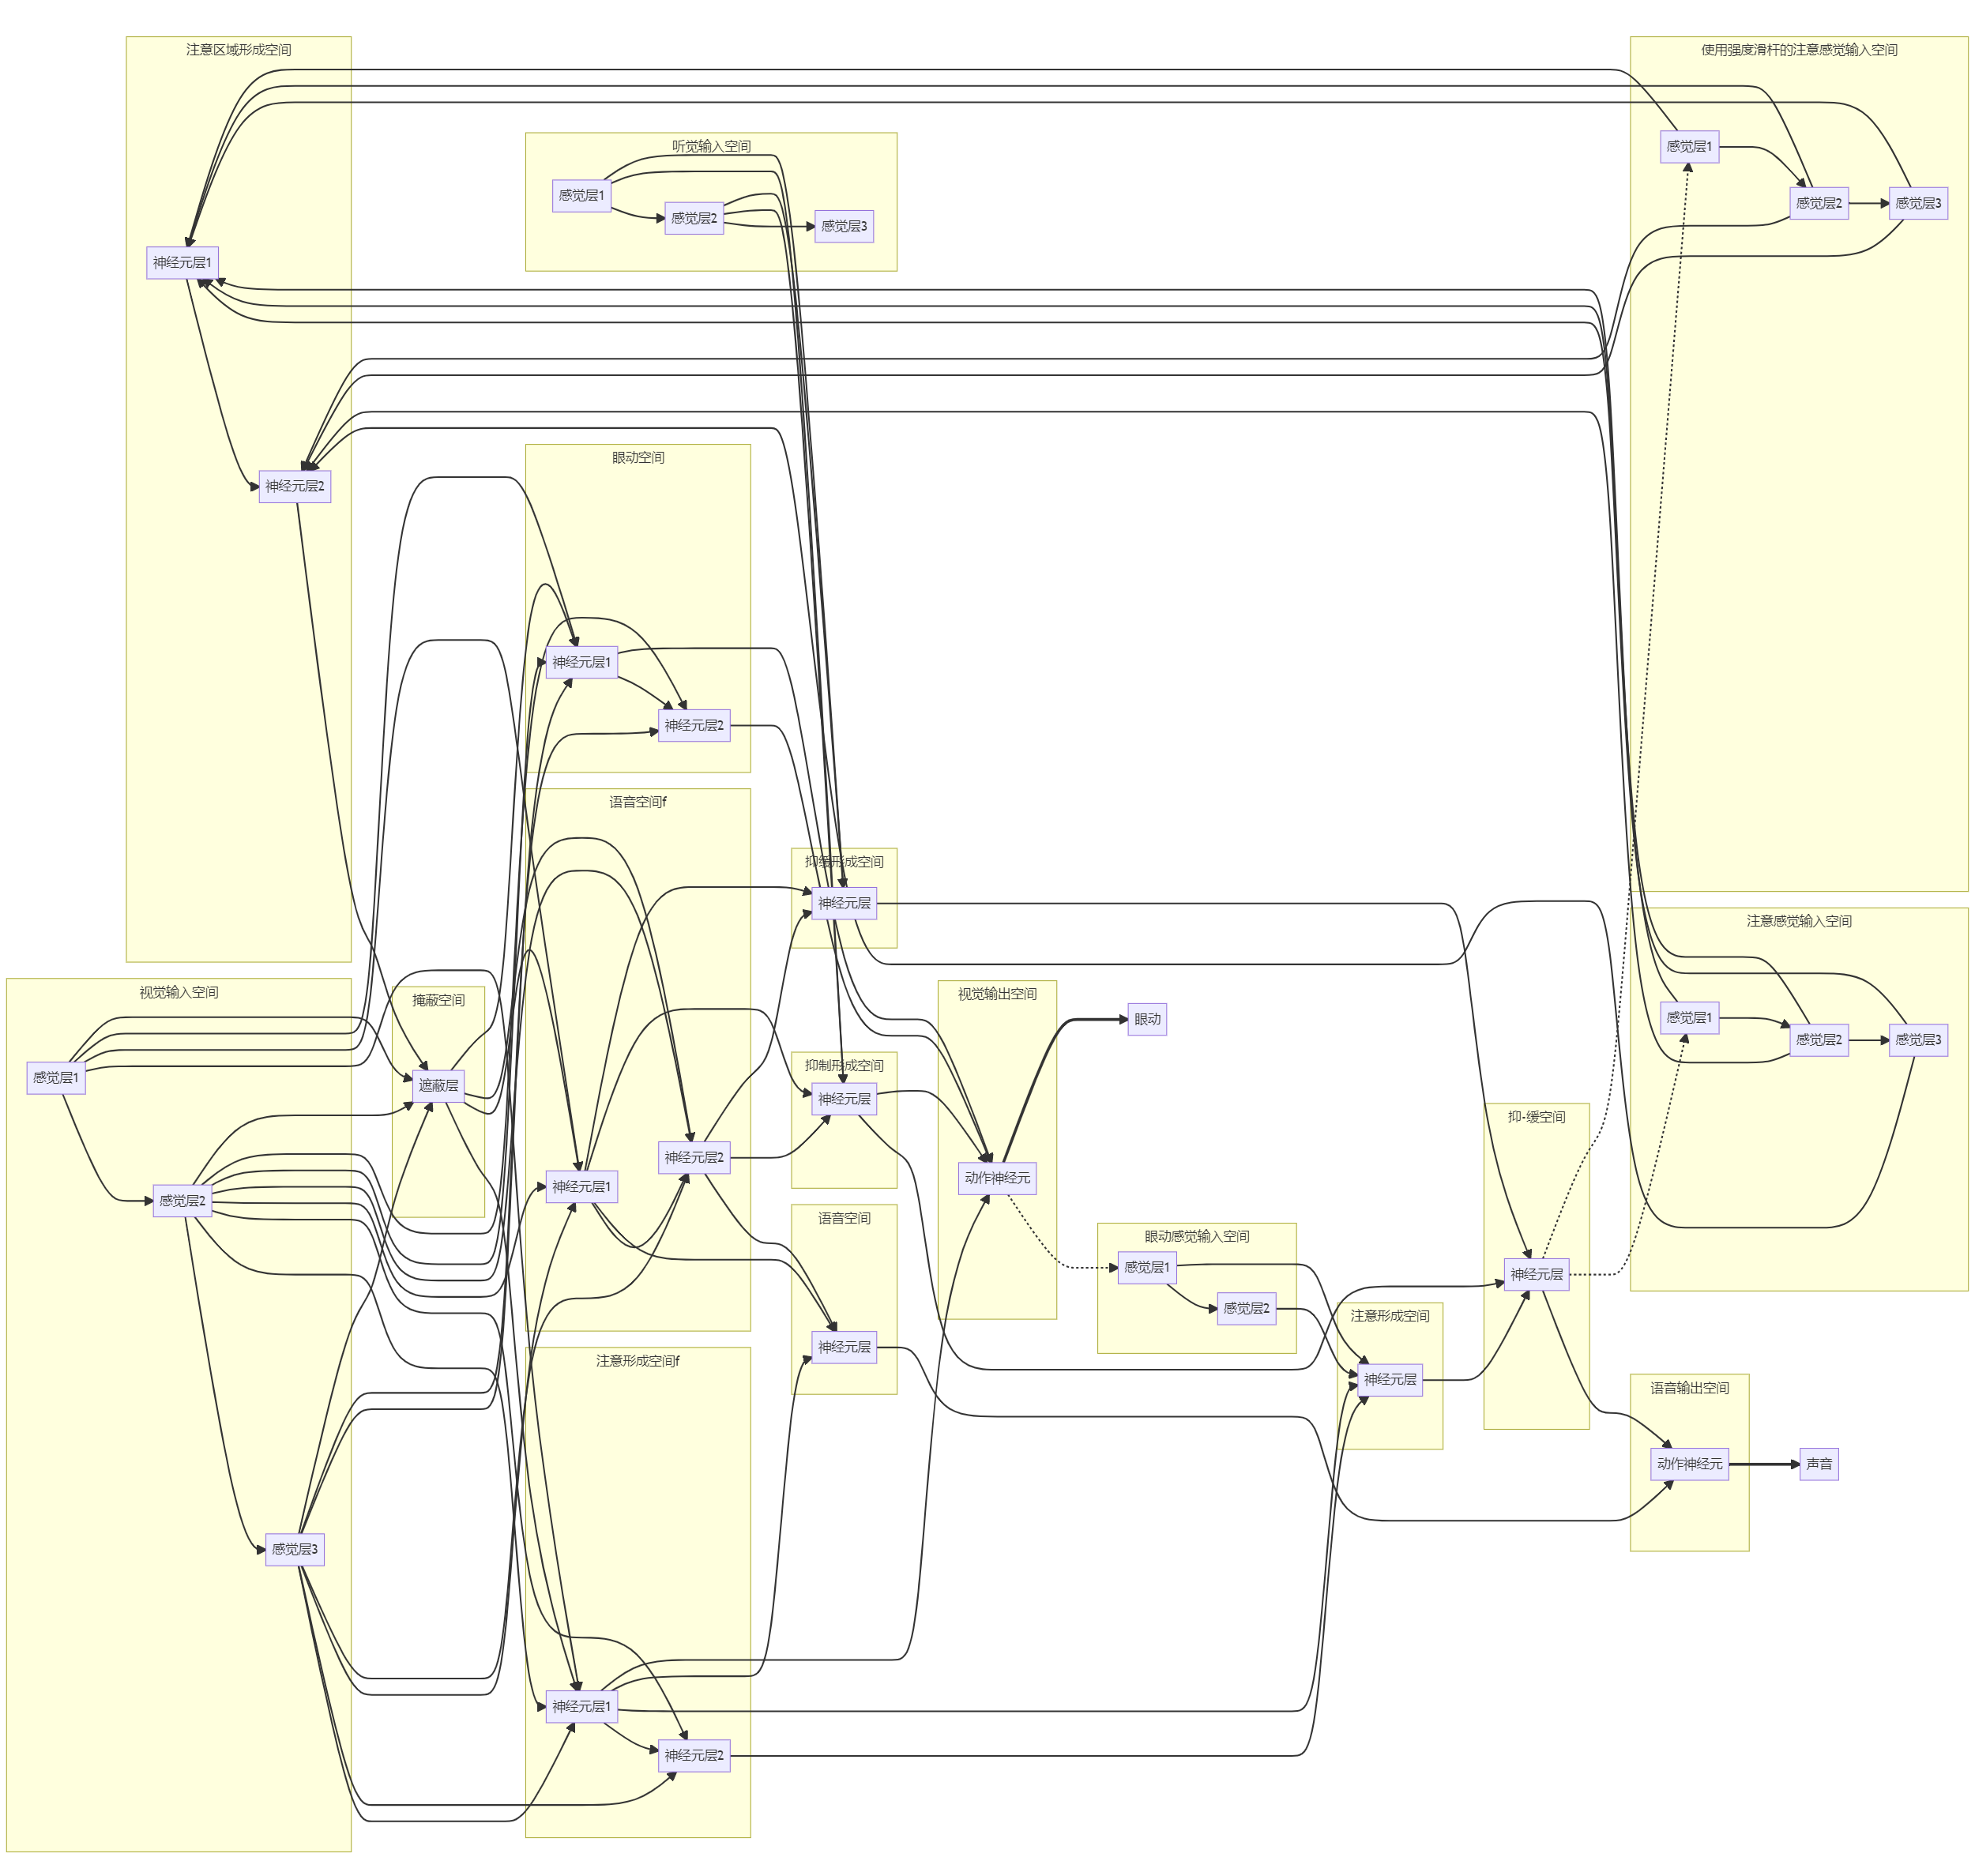 注意区域形成空间
神经元层1
神经元层2
听觉输入空间
感觉层1
感觉层2
感觉层3
使用强度滑杆的注意感觉输入空间
感觉层1
感觉层2
感觉层3
眼动空间
神经元层1
神经元层2
语音空间f
神经元层1
神经元层2
抑缓形成空间
神经元层
注意感觉输入空间
感觉层1
感觉层2
感觉层3
视觉输入空间
感觉层1
感觉层2
感觉层3
掩蔽空间
遮蔽层
视觉输出空间
动作神经元
眼动
抑制形成空间
神经元层
语音空间
神经元层
眼动感觉输入空间
感觉层1
感觉层2
注意形成空间
神经元层
抑-缓空间
神经元层
注意形成空间f
神经元层1
神经元层2
语音输出空间
动作神经元
声音